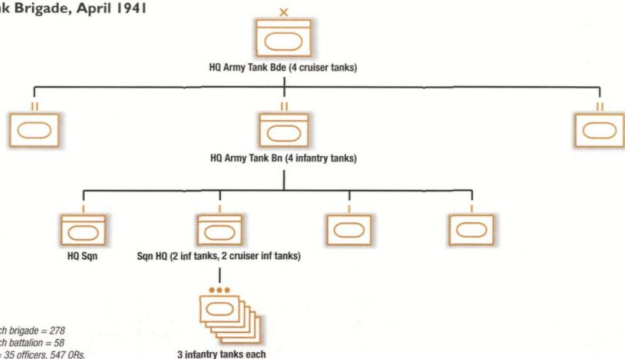 nk Brigade, April 1941
HQ Army Tank Bde (4 cruiser tanks)
HQ Army Tank Bn (4 infantry tanks)
HQ Sqn
Sqn HQ (2 inf tanks, 2 cruiser inf tanks)
ch brigade = 278
ch battalion = 58
= 35 officers, 547 ORs.
3 infantry tanks each